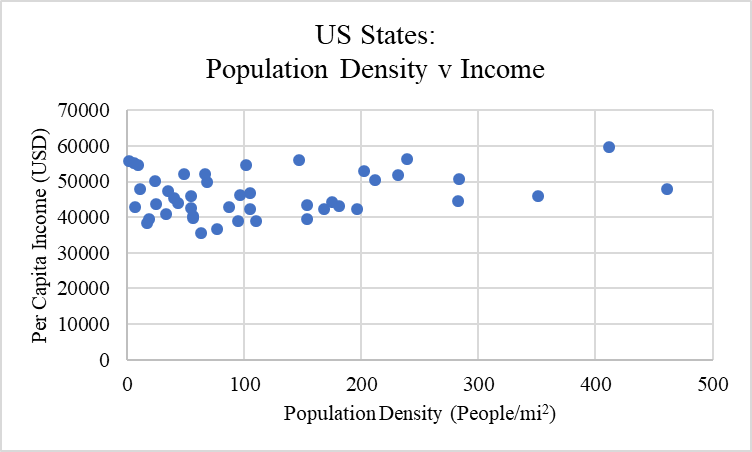 US States:
Population Density v Income
70000
60000
50000
40000
30000
20000
10000
0
Per Capita Income (USD)
0 100 200 300 400 500
Population Density (People/mi²)